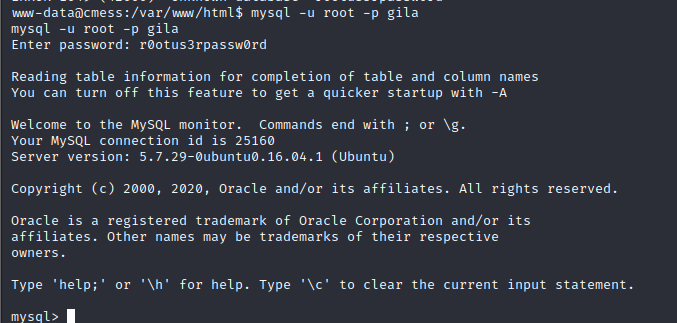 www-data@cmess:/var/www/html$ mysql -u root -p gila
mysql -u root -p gila
Enter password: r0otus3rpassw0rd
Reading table information for completion of table and column names
You can turn off this feature to get a quicker startup with -A
Welcome to the MySQL monitor.  Commands end with ; or \g.
Your MySQL connection id is 25160
Server version: 5.7.29-0ubuntu0.16.04.1 (Ubuntu)
Copyright (c) 2000, 2020, Oracle and/or its affiliates. All rights reserved.
Oracle is a registered trademark of Oracle Corporation and/or its
affiliates. Other names may be trademarks of their respective
owners.
Type 'help;' or '\h' for help. Type '\c' to clear the current input statement.
mysql>